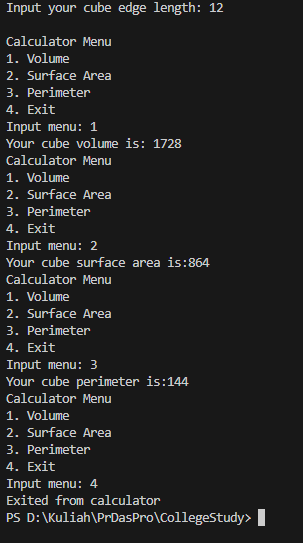 Input your cube edge length: 12

Calculator Menu
1. Volume
2. Surface Area
3. Perimeter
4. Exit
Input menu: 1
Your cube volume is: 1728
Calculator Menu
1. Volume
2. Surface Area
3. Perimeter
4. Exit
Input menu: 2
Your cube surface area is:864
Calculator Menu
1. Volume
2. Surface Area
3. Perimeter
4. Exit
Input menu: 3
Your cube perimeter is:144
Calculator Menu
1. Volume
2. Surface Area
3. Perimeter
4. Exit
Input menu: 4
Exited from calculator
PS D:\Kuliah\PrDasPro\CollegeStudy>